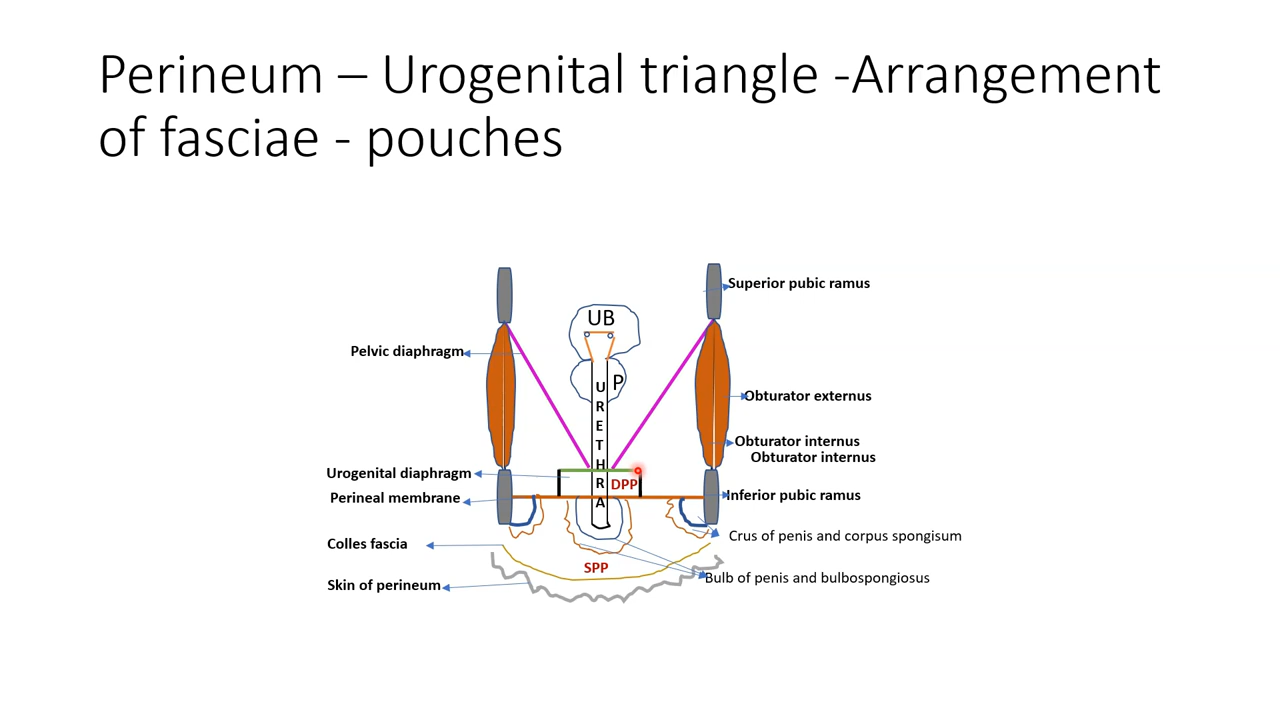 Perineum – Urogenital triangle -Arrangement
of fasciae - pouches
Superior pubic ramus
UB
Pelvic diaphragm
P
URETHRA
Obturator externus
Obturator internus
Obturator internus
Urogenital diaphragm
DPP
Perineal membrane
Inferior pubic ramus
Crus of penis and corpus spongisum
Colles fascia
SPP
Bulb of penis and bulbospongiosus
Skin of perineum